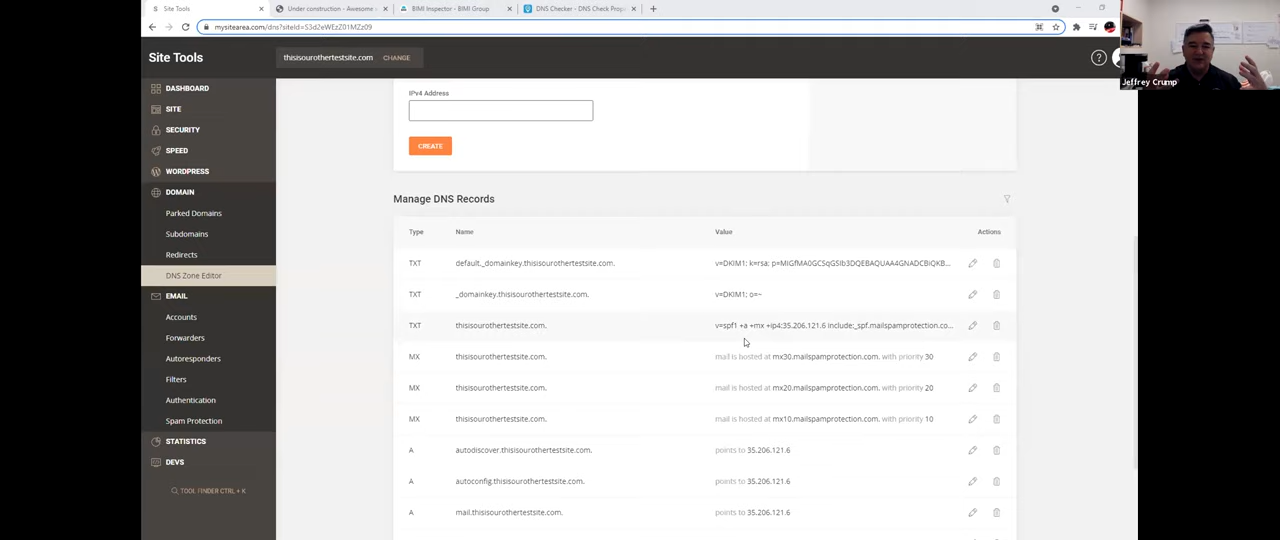 Site Tools
Under construction - Awesome s
BIMI Inspector - BIMI Group
DNS Checker - DNS Check Prop
mysitearea.com/dns?siteId=S3d2eWEzZ01MZz09
Site Tools
thisisourothertestsite.com CHANGE
Jeffrey Crump
DASHBOARD
SITE
SECURITY
SPEED
WORDPRESS
DOMAIN
Parked Domains
Subdomains
Redirects
DNS Zone Editor
EMAIL
Accounts
Forwarders
Autoresponders
Filters
Authentication
Spam Protection
STATISTICS
DEVS
TOOL FINDER CTRL + K
IPv4 Address
CREATE
Manage DNS Records
Type Name Value Actions
TXT default._domainkey.thisisourothertestsite.com. v=DKIM1; k=rsa; p=MIGfMA0GCSqGSIb3DQEBAQUAA4GNADCBiQKB...
TXT _domainkey.thisisourothertestsite.com. v=DKIM1; o=~
TXT thisisourothertestsite.com. v=spf1 +a +mx +ip4:35.206.121.6 include:_spf.mailspamprotection.co...
MX thisisourothertestsite.com. mail is hosted at mx30.mailspamprotection.com. with priority 30
MX thisisourothertestsite.com. mail is hosted at mx20.mailspamprotection.com. with priority 20
MX thisisourothertestsite.com. mail is hosted at mx10.mailspamprotection.com. with priority 10
A autodiscover.thisisourothertestsite.com. points to 35.206.121.6
A autoconfig.thisisourothertestsite.com. points to 35.206.121.6
A mail.thisisourothertestsite.com. points to 35.206.121.6